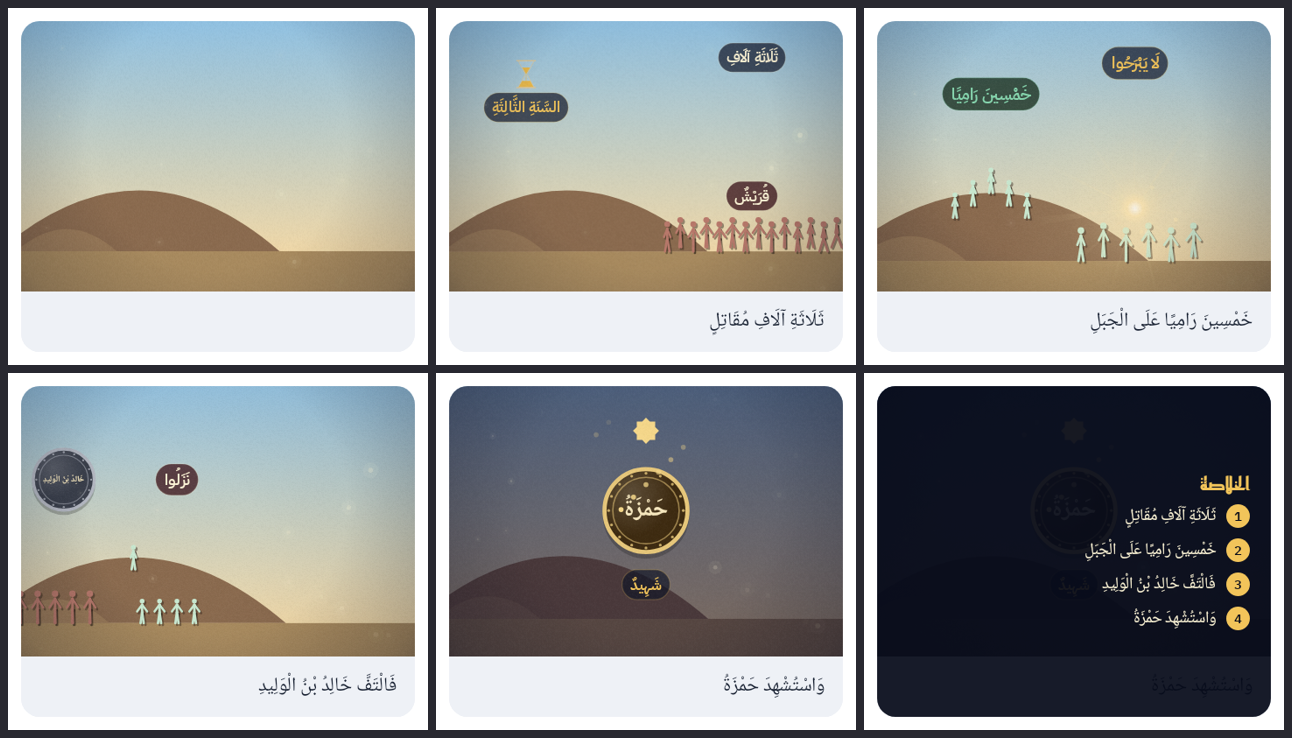 ثَلَاثَةِ آلَافِ
السَّنَةِ الثَّالِثَةِ
قُرَيْشٌ
ثَلَاثَةِ آلَافِ مُقَاتِلٍ
لَا يَبْرَحُوا
خَمْسِينَ رَامِيًا
خَمْسِينَ رَامِيًا عَلَى الْجَبَلِ
خَالِدُ بْنُ الْوَلِيدِ
نَزَلُوا
فَالْتَفَّ خَالِدُ بْنُ الْوَلِيدِ
حَمْزَةُ
شَهِيدٌ
وَاسْتُشْهِدَ حَمْزَةُ
الخلاصة
1 ثَلَاثَةِ آلَافِ مُقَاتِلٍ
2 خَمْسِينَ رَامِيًا عَلَى الْجَبَلِ
3 فَالْتَفَّ خَالِدُ بْنُ الْوَلِيدِ
4 وَاسْتُشْهِدَ حَمْزَةُ
حَمْزَةُ
شَهِيدٌ
وَاسْتُشْهِدَ حَمْزَةُ